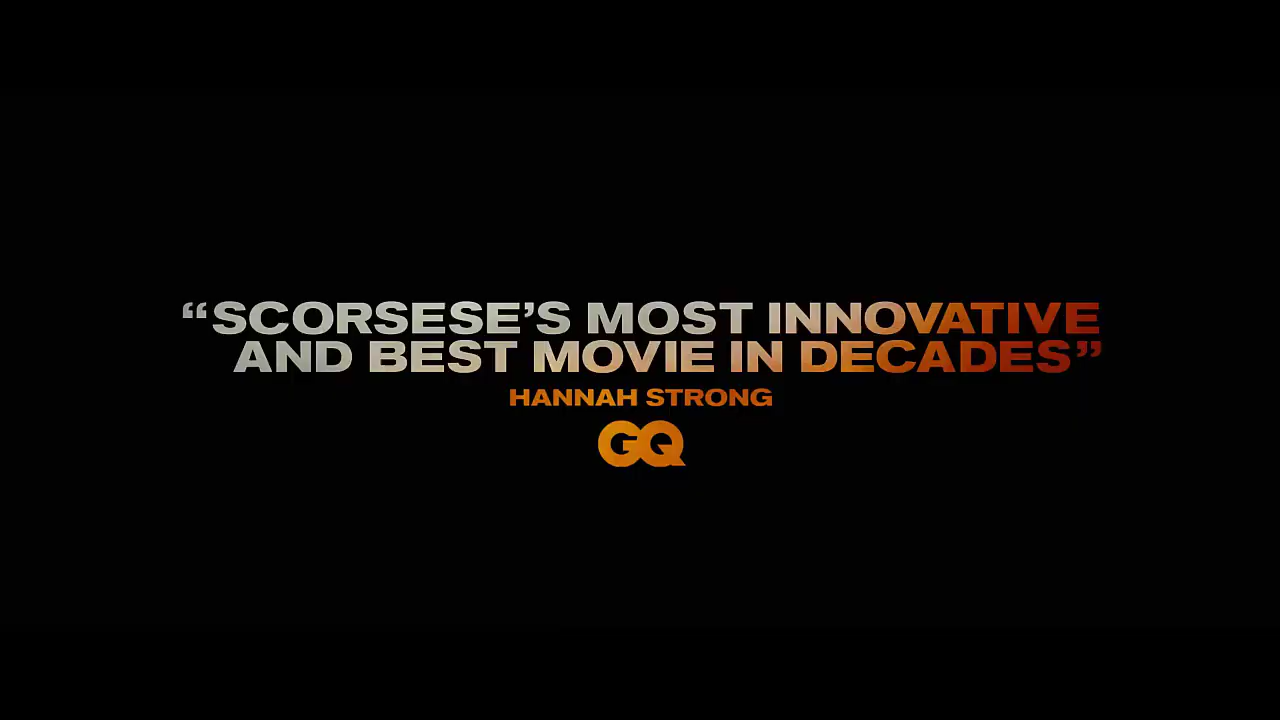 “SCORSESE’S MOST INNOVATIVE
AND BEST MOVIE IN DECADES”
HANNAH STRONG
GQ